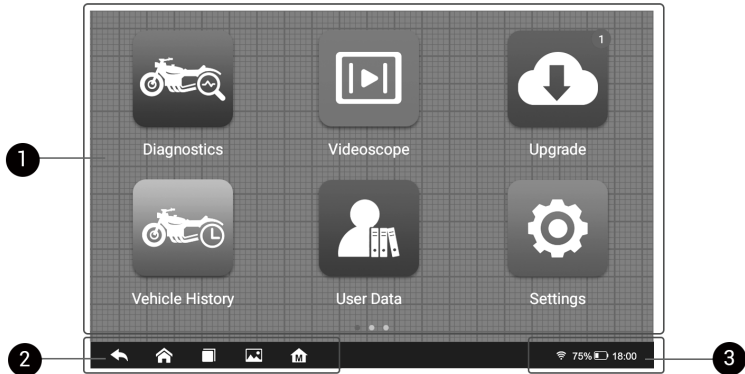 1
Diagnostics Videoscope Upgrade
1
Vehicle History User Data Settings
2
M
75% 18:00
3